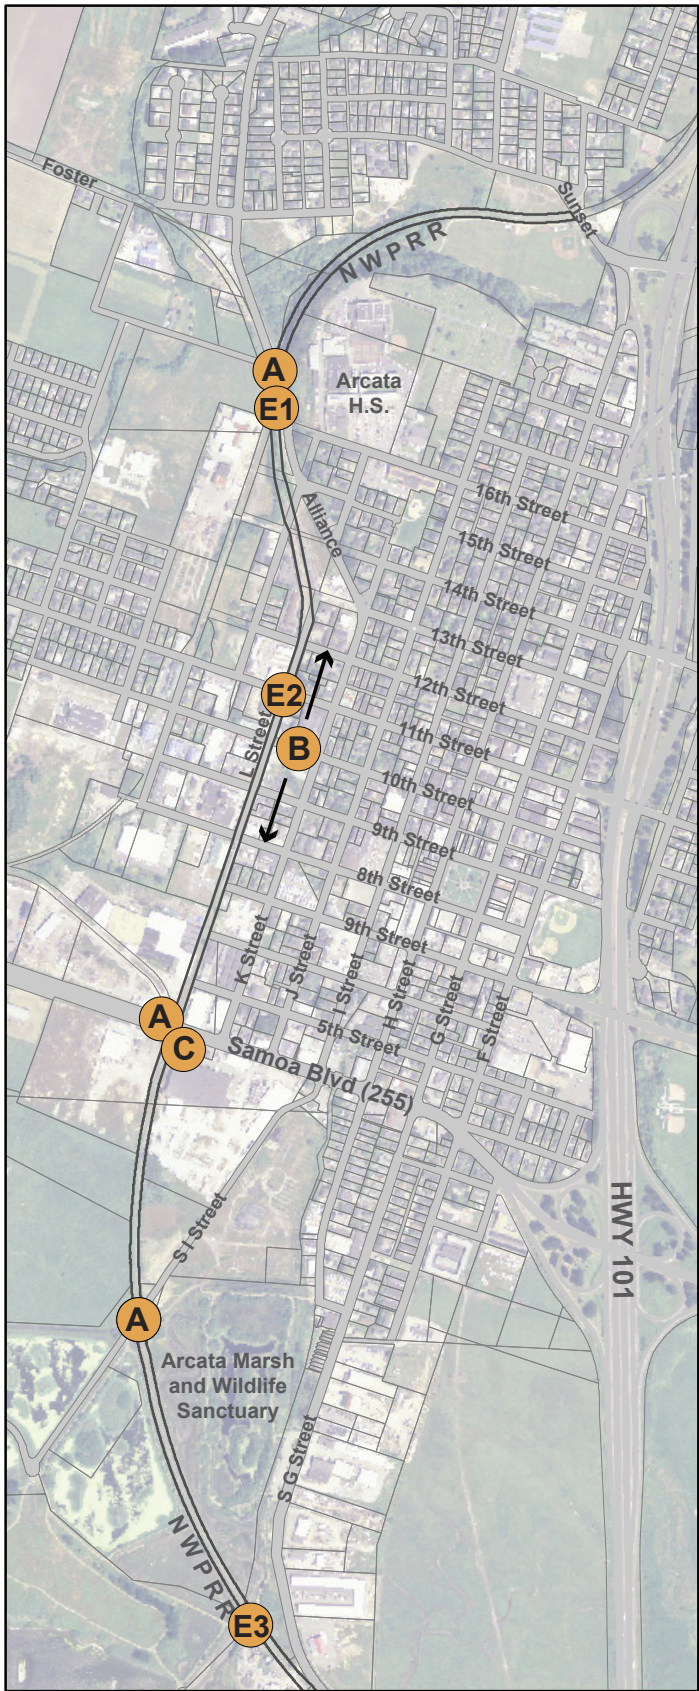 Foster
Sunset
NWPRR
A
E1
Arcata
H.S.
16th Street
Alliance
15th Street
14th Street
13th Street
12th Street
E2
L Street
B
11th Street
10th Street
9th Street
8th Street
9th Street
K Street
J Street
I Street
H Street
G Street
F Street
A
C
5th Street
Samoa Blvd (255)
HWY 101
S I Street
A
Arcata Marsh
and Wildlife
Sanctuary
S G Street
NWPRR
E3